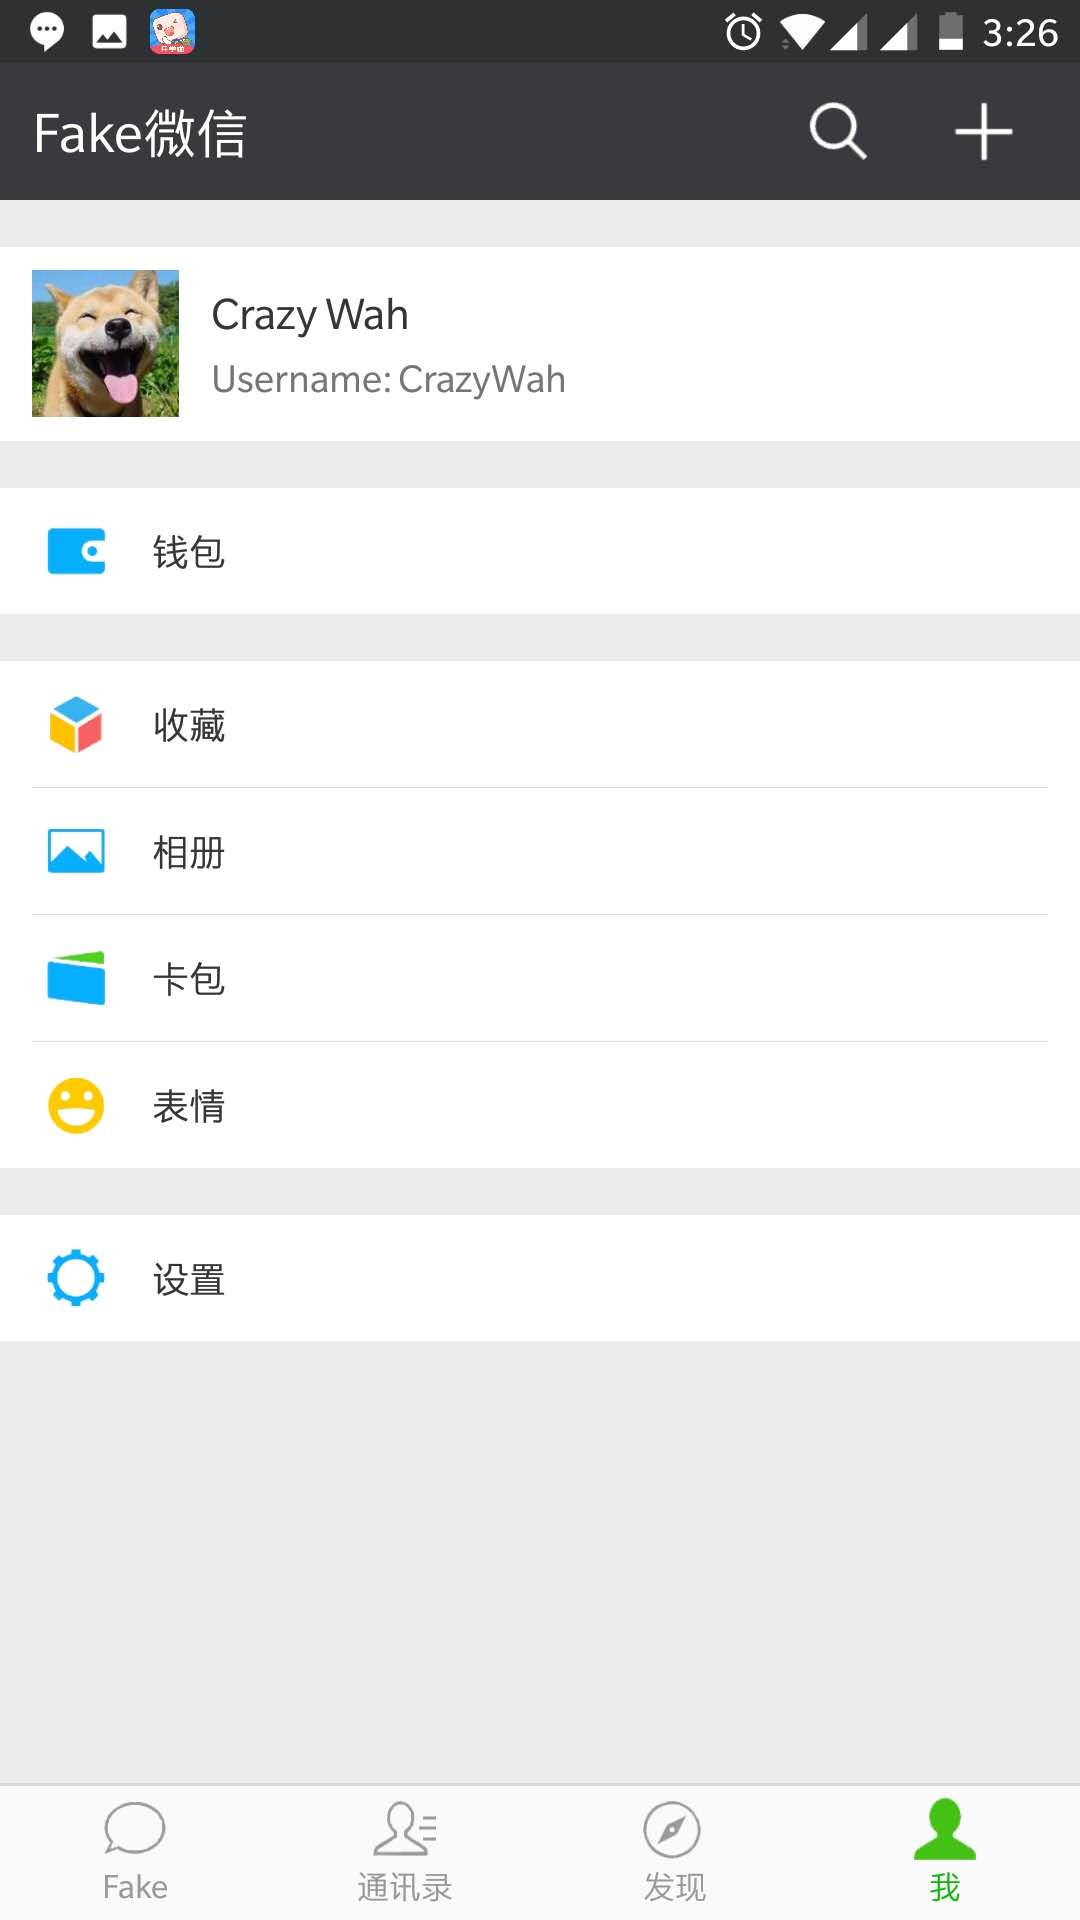 3:26
Fake微信
Crazy Wah
Username: CrazyWah
钱包
收藏
相册
卡包
表情
设置
Fake 通讯录 发现 我